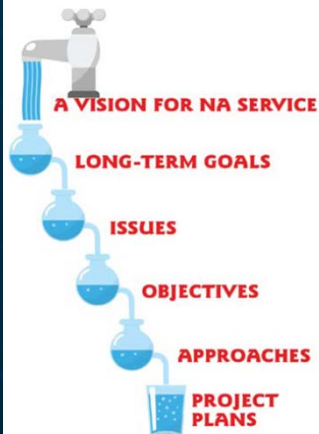 A VISION FOR NA SERVICE
LONG-TERM GOALS
ISSUES
OBJECTIVES
APPROACHES
PROJECT
PLANS